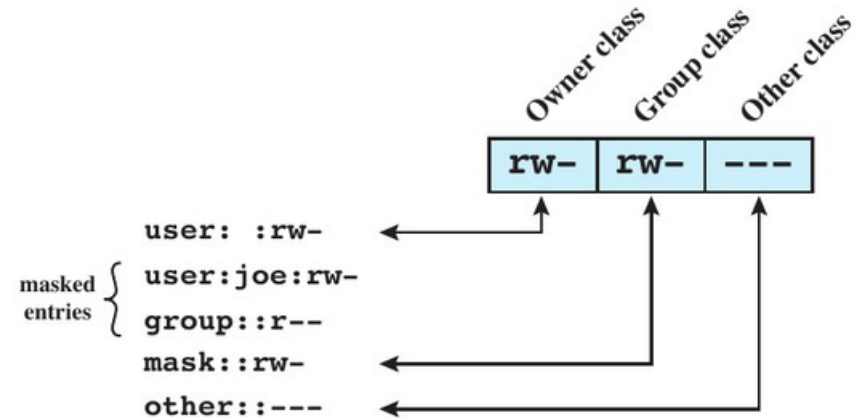 Owner class
Group class
Other class
rw- rw- ---
user: :rw-
user:joe:rw-
masked
entries
group::r--
mask::rw-
other::---